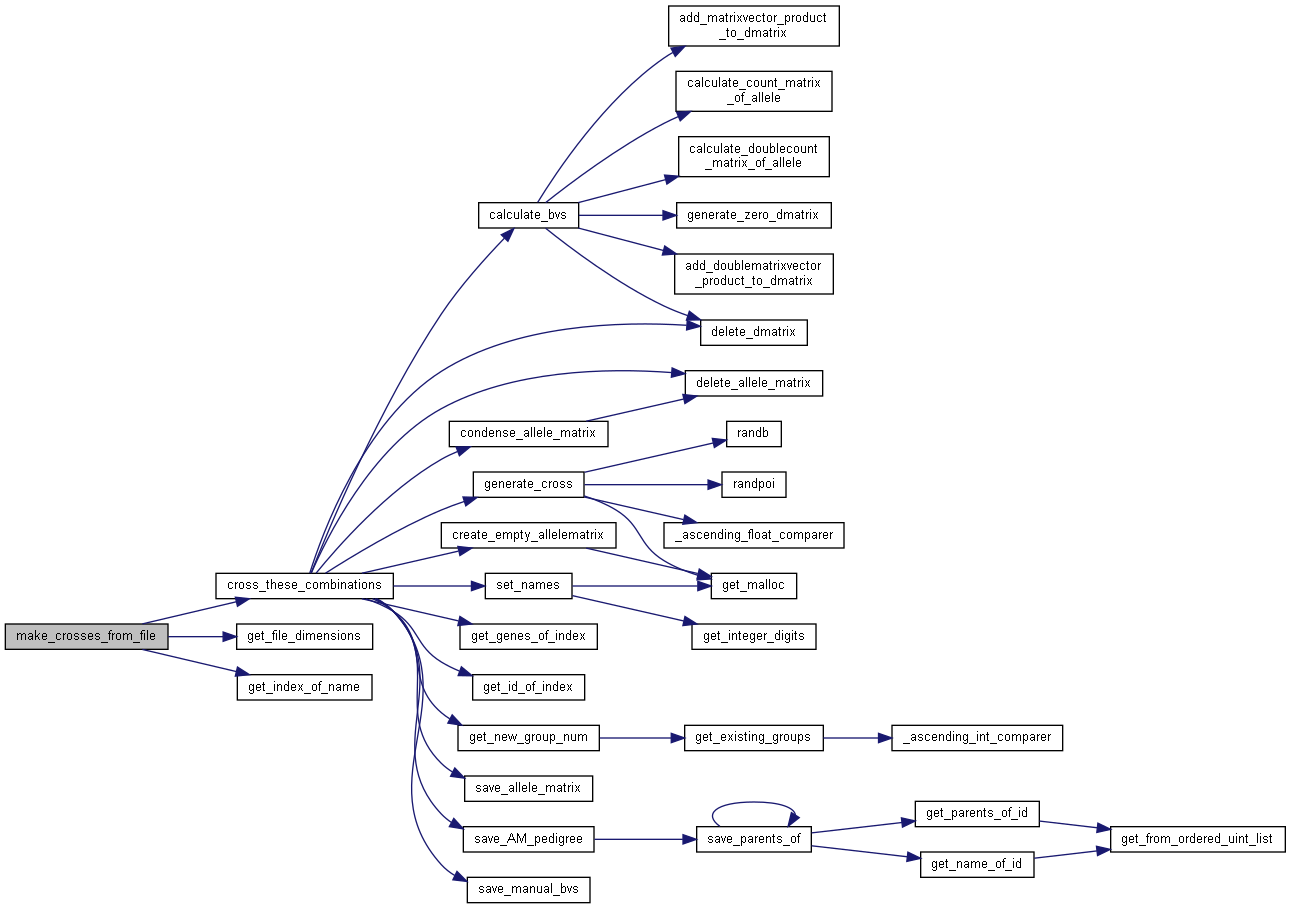 add_matrixvector_product
_to_dmatrix
calculate_count_matrix
_of_allele
calculate_doublecount
_matrix_of_allele
calculate_bvs
generate_zero_dmatrix
add_doublematrixvector
_product_to_dmatrix
delete_dmatrix
delete_allele_matrix
condense_allele_matrix
randb
generate_cross
randpoi
create_empty_allelematrix
_ascending_float_comparer
cross_these_combinations
set_names
get_malloc
make_crosses_from_file
get_file_dimensions
get_genes_of_index
get_integer_digits
get_index_of_name
get_id_of_index
get_new_group_num
get_existing_groups
_ascending_int_comparer
save_allele_matrix
get_parents_of_id
save_AM_pedigree
save_parents_of
get_from_ordered_uint_list
get_name_of_id
save_manual_bvs